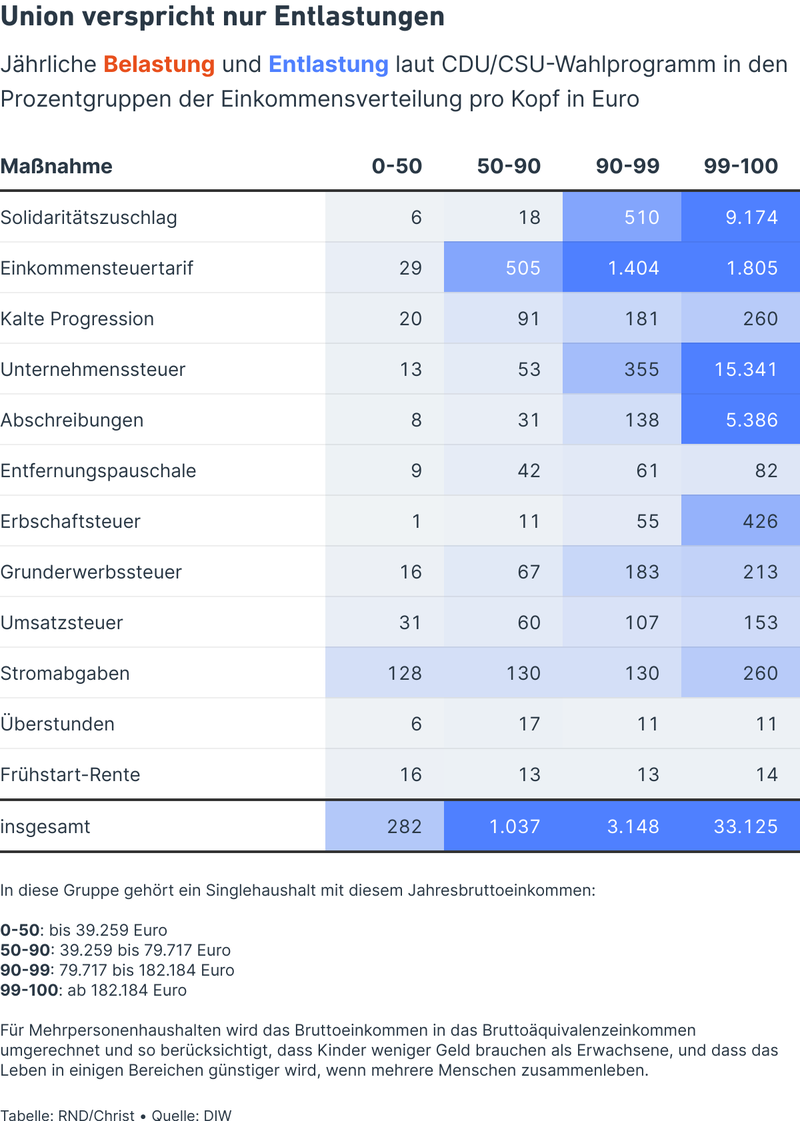 Union verspricht nur Entlastungen
Jährliche Belastung und Entlastung laut CDU/CSU-Wahlprogramm in den
Prozentgruppen der Einkommensverteilung pro Kopf in Euro
Maßnahme 0-50 50-90 90-99 99-100
Solidaritätszuschlag 6 18 510 9.174
Einkommensteuertarif 29 505 1.404 1.805
Kalte Progression 20 91 181 260
Unternehmenssteuer 13 53 355 15.341
Abschreibungen 8 31 138 5.386
Entfernungspauschale 9 42 61 82
Erbschaftsteuer 1 11 55 426
Grunderwerbssteuer 16 67 183 213
Umsatzsteuer 31 60 107 153
Stromabgaben 128 130 130 260
Überstunden 6 17 11 11
Frühstart-Rente 16 13 13 14
insgesamt 282 1.037 3.148 33.125
In diese Gruppe gehört ein Singlehaushalt mit diesem Jahresbruttoeinkommen:
0-50: bis 39.259 Euro
50-90: 39.259 bis 79.717 Euro
90-99: 79.717 bis 182.184 Euro
99-100: ab 182.184 Euro
Für Mehrpersonenhaushalten wird das Bruttoeinkommen in das Bruttoäquivalenzeinkommen
umgerechnet und so berücksichtigt, dass Kinder weniger Geld brauchen als Erwachsene, und dass das
Leben in einigen Bereichen günstiger wird, wenn mehrere Menschen zusammenleben.
Tabelle: RND/Christ • Quelle: DIW